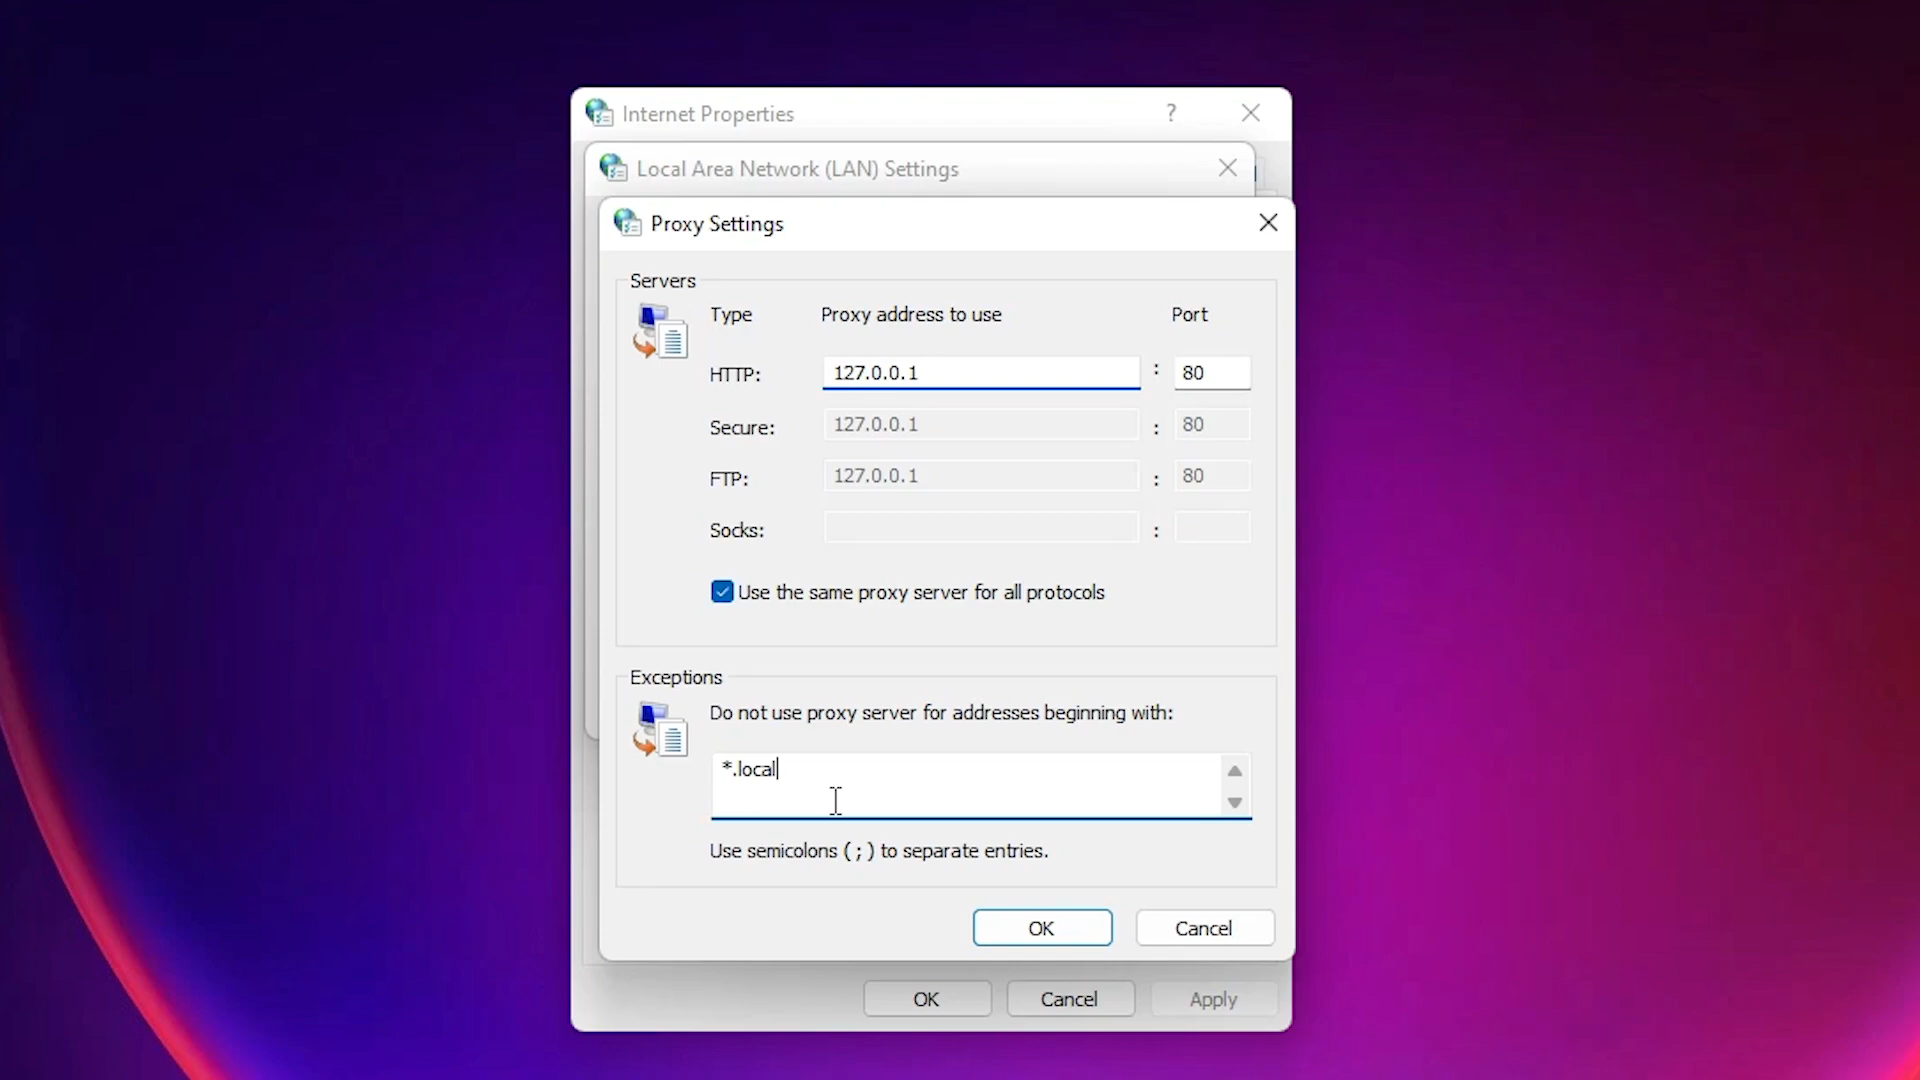 Internet Properties
?
Local Area Network (LAN) Settings
Proxy Settings
Servers
Type Proxy address to use Port
HTTP: 127.0.0.1 : 80
Secure: 127.0.0.1 : 80
FTP: 127.0.0.1 : 80
Socks: :
Use the same proxy server for all protocols
Exceptions
Do not use proxy server for addresses beginning with:
*.local
Use semicolons (;) to separate entries.
OK Cancel
OK Cancel Apply